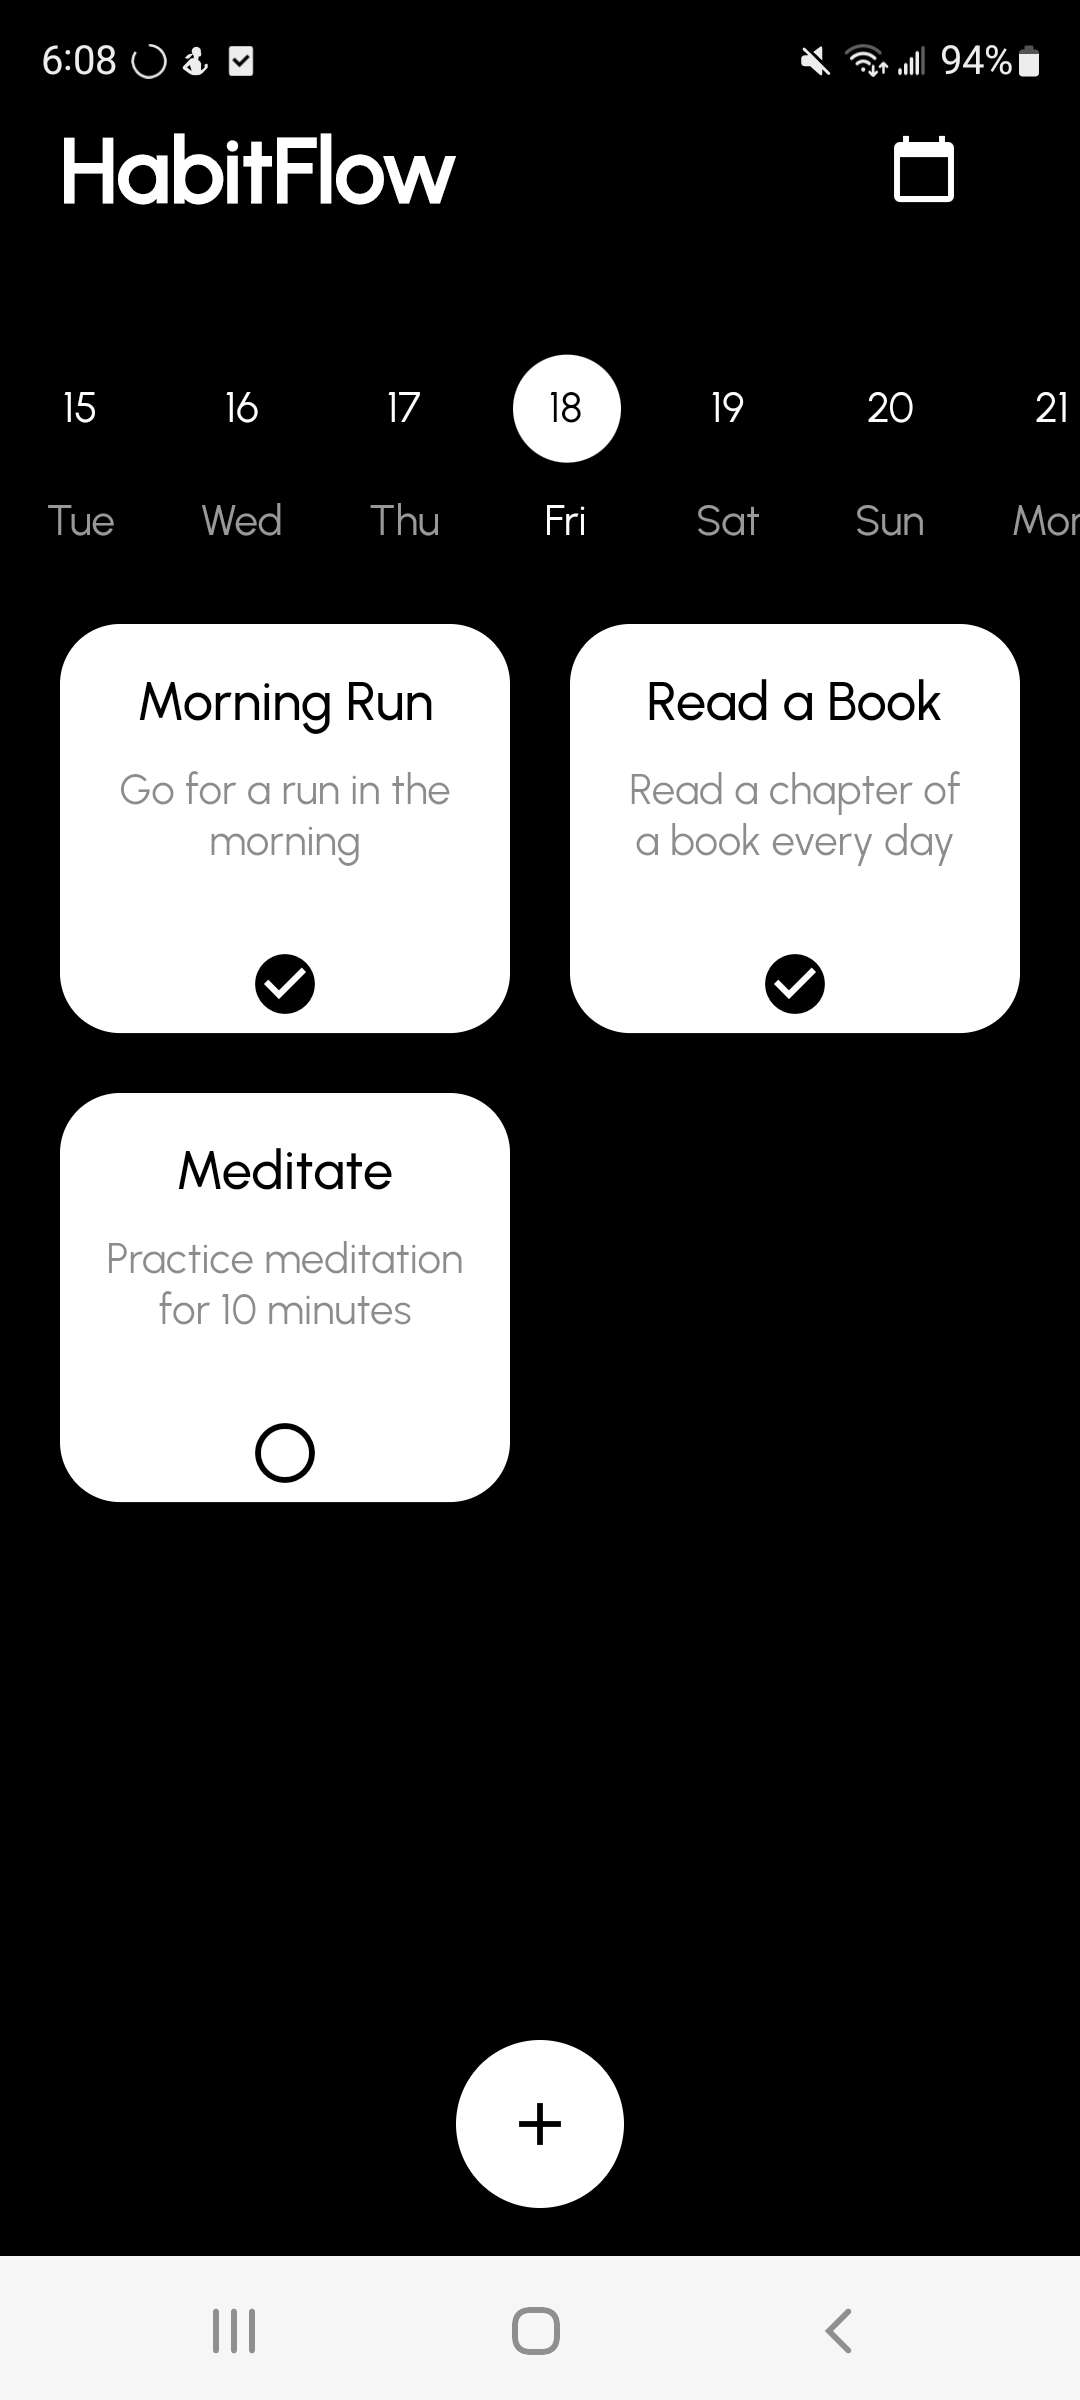 6:08
94%
HabitFlow
15 16 17 18 19 20 21
Tue Wed Thu Fri Sat Sun Mon
Morning Run
Go for a run in the
morning
Read a Book
Read a chapter of
a book every day
Meditate
Practice meditation
for 10 minutes